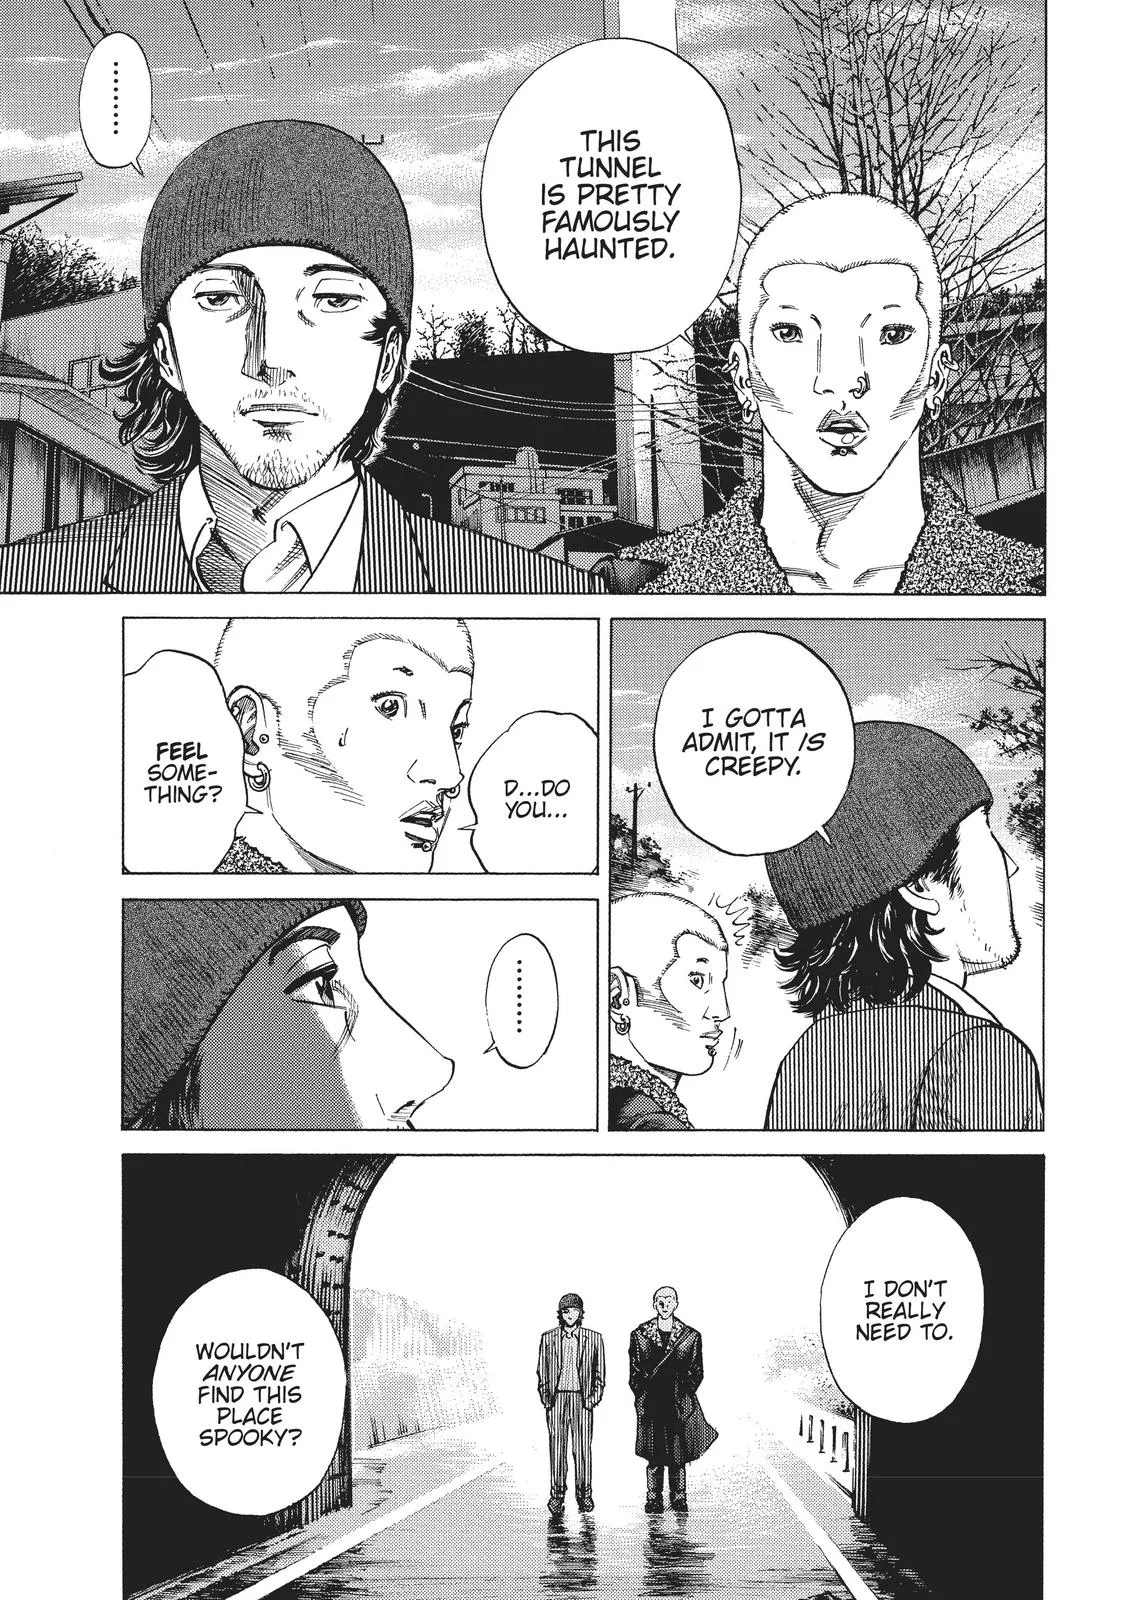 .........
THIS
TUNNEL
IS PRETTY
FAMOUSLY
HAUNTED.
I GOTTA
ADMIT, IT IS
CREEPY.
D...DO
YOU...
FEEL
SOME-
THING?
.........
I DON'T
REALLY
NEED TO.
WOULDN'T
ANYONE
FIND THIS
PLACE
SPOOKY?